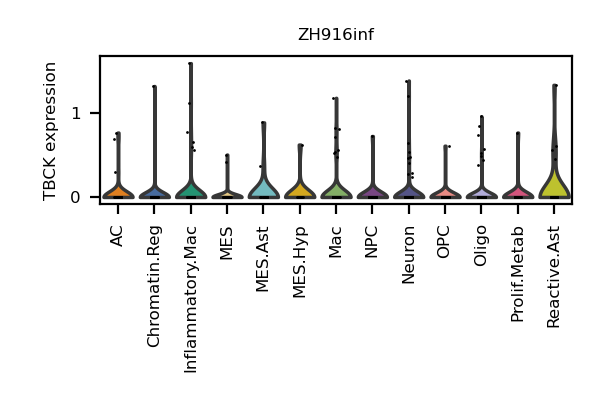 ZH916inf
TBCK expression
1
0
AC
Chromatin.Reg
Inflammatory.Mac
MES
MES.Ast
MES.Hyp
Mac
NPC
Neuron
OPC
Oligo
Prolif.Metab
Reactive.Ast